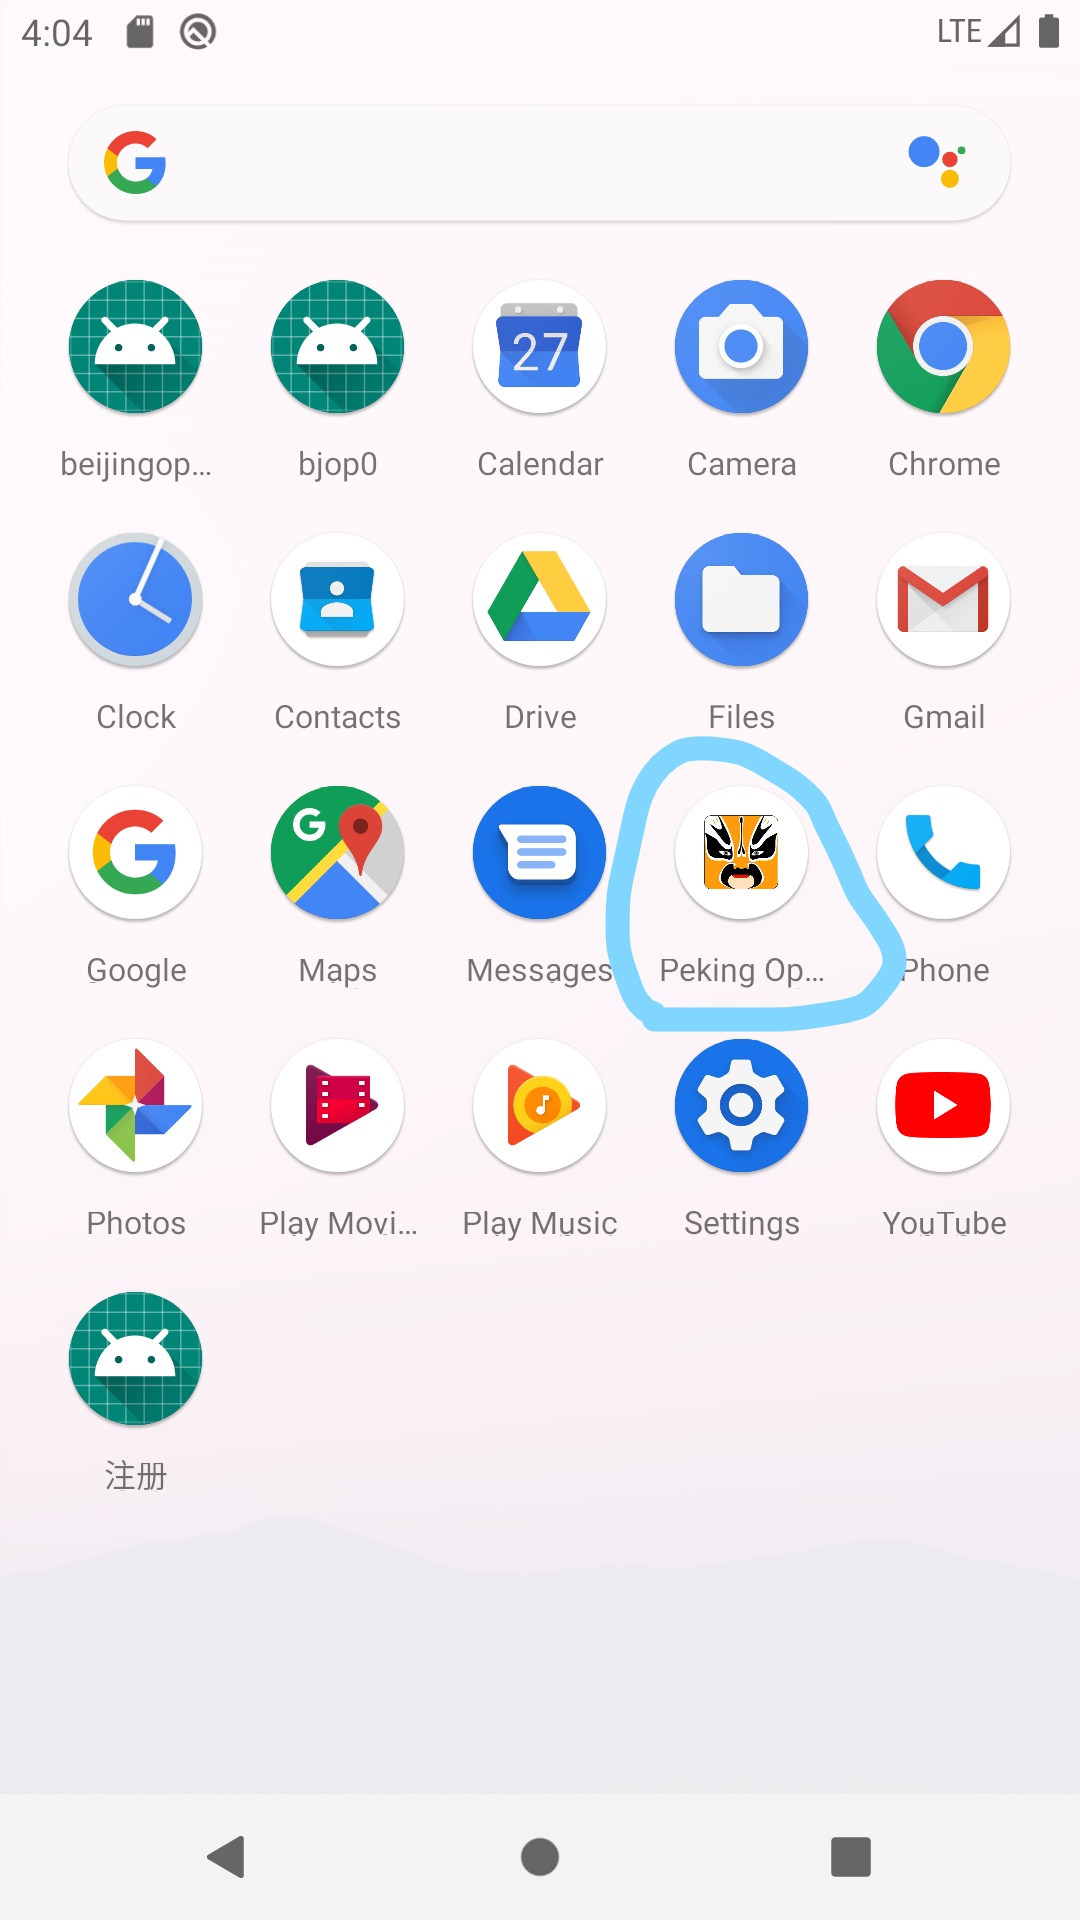 4:04 LTE
beijingop...
bjop0
Calendar
27
Camera
Chrome
Clock
Contacts
Drive
Files
Gmail
Google
Maps
Messages
Peking Op...
Phone
Photos
Play Movi...
Play Music
Settings
YouTube
注册